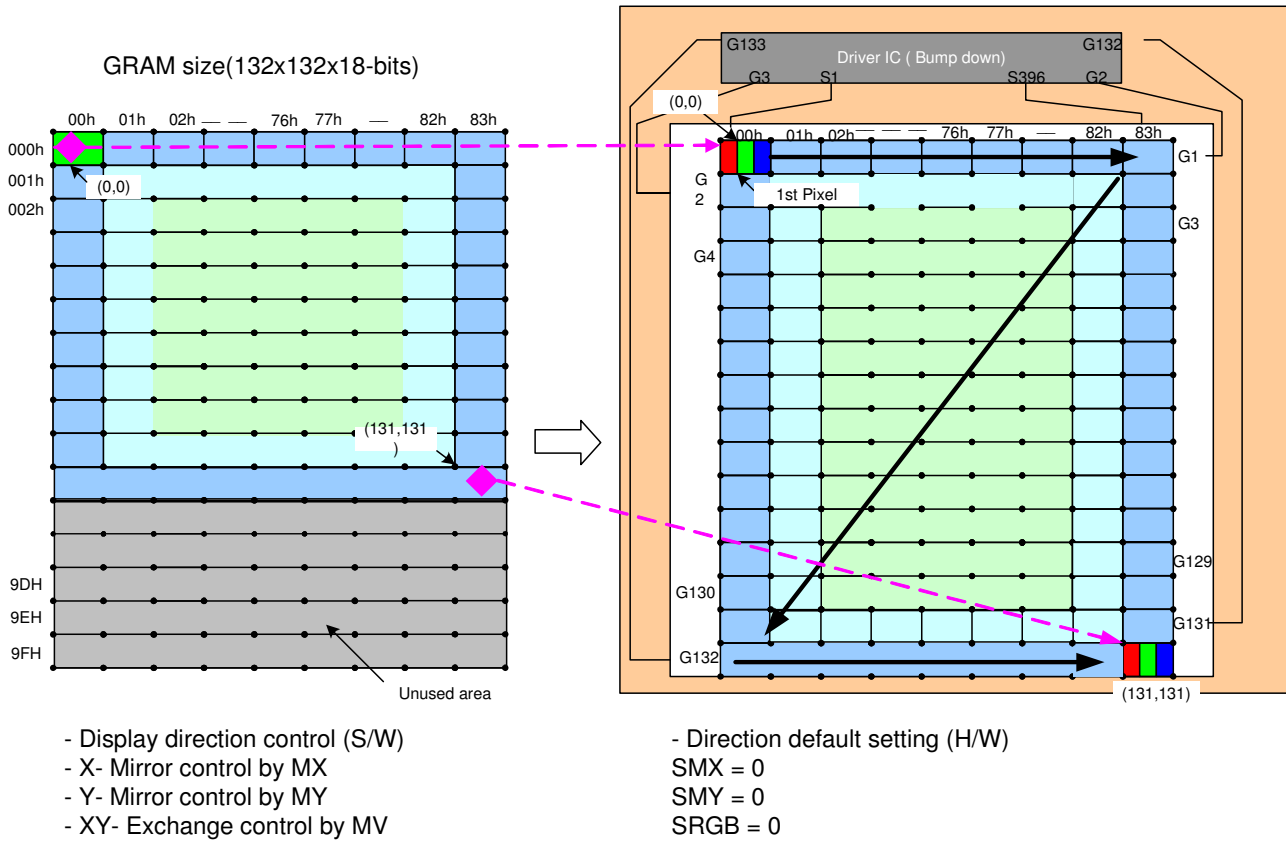 GRAM size(132x132x18-bits)
00h 01h 02h — — 76h 77h — 82h 83h
000h
001h
002h
(0,0)
(131,131
)
9DH
9EH
9FH
Unused area
- Display direction control (S/W)
- X- Mirror control by MX
- Y- Mirror control by MY
- XY- Exchange control by MV
G133 Driver IC ( Bump down) G132
G3 S1 S396 G2
(0,0)
00h 01h 02h — — — 76h 77h — 82h 83h
G1
G
2
1st Pixel
G3
G4
G129
G130
G131
G132
(131,131)
- Direction default setting (H/W)
SMX = 0
SMY = 0
SRGB = 0